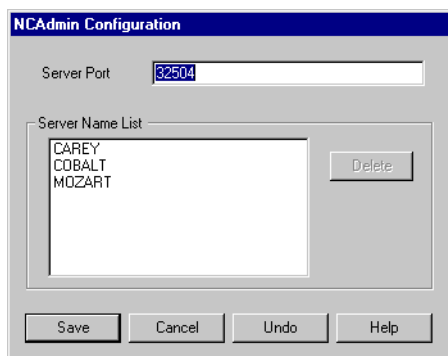 NCAdmin Configuration
Server Port 32504
Server Name List
CAREY
COBALT
MOZART
Delete
Save Cancel Undo Help